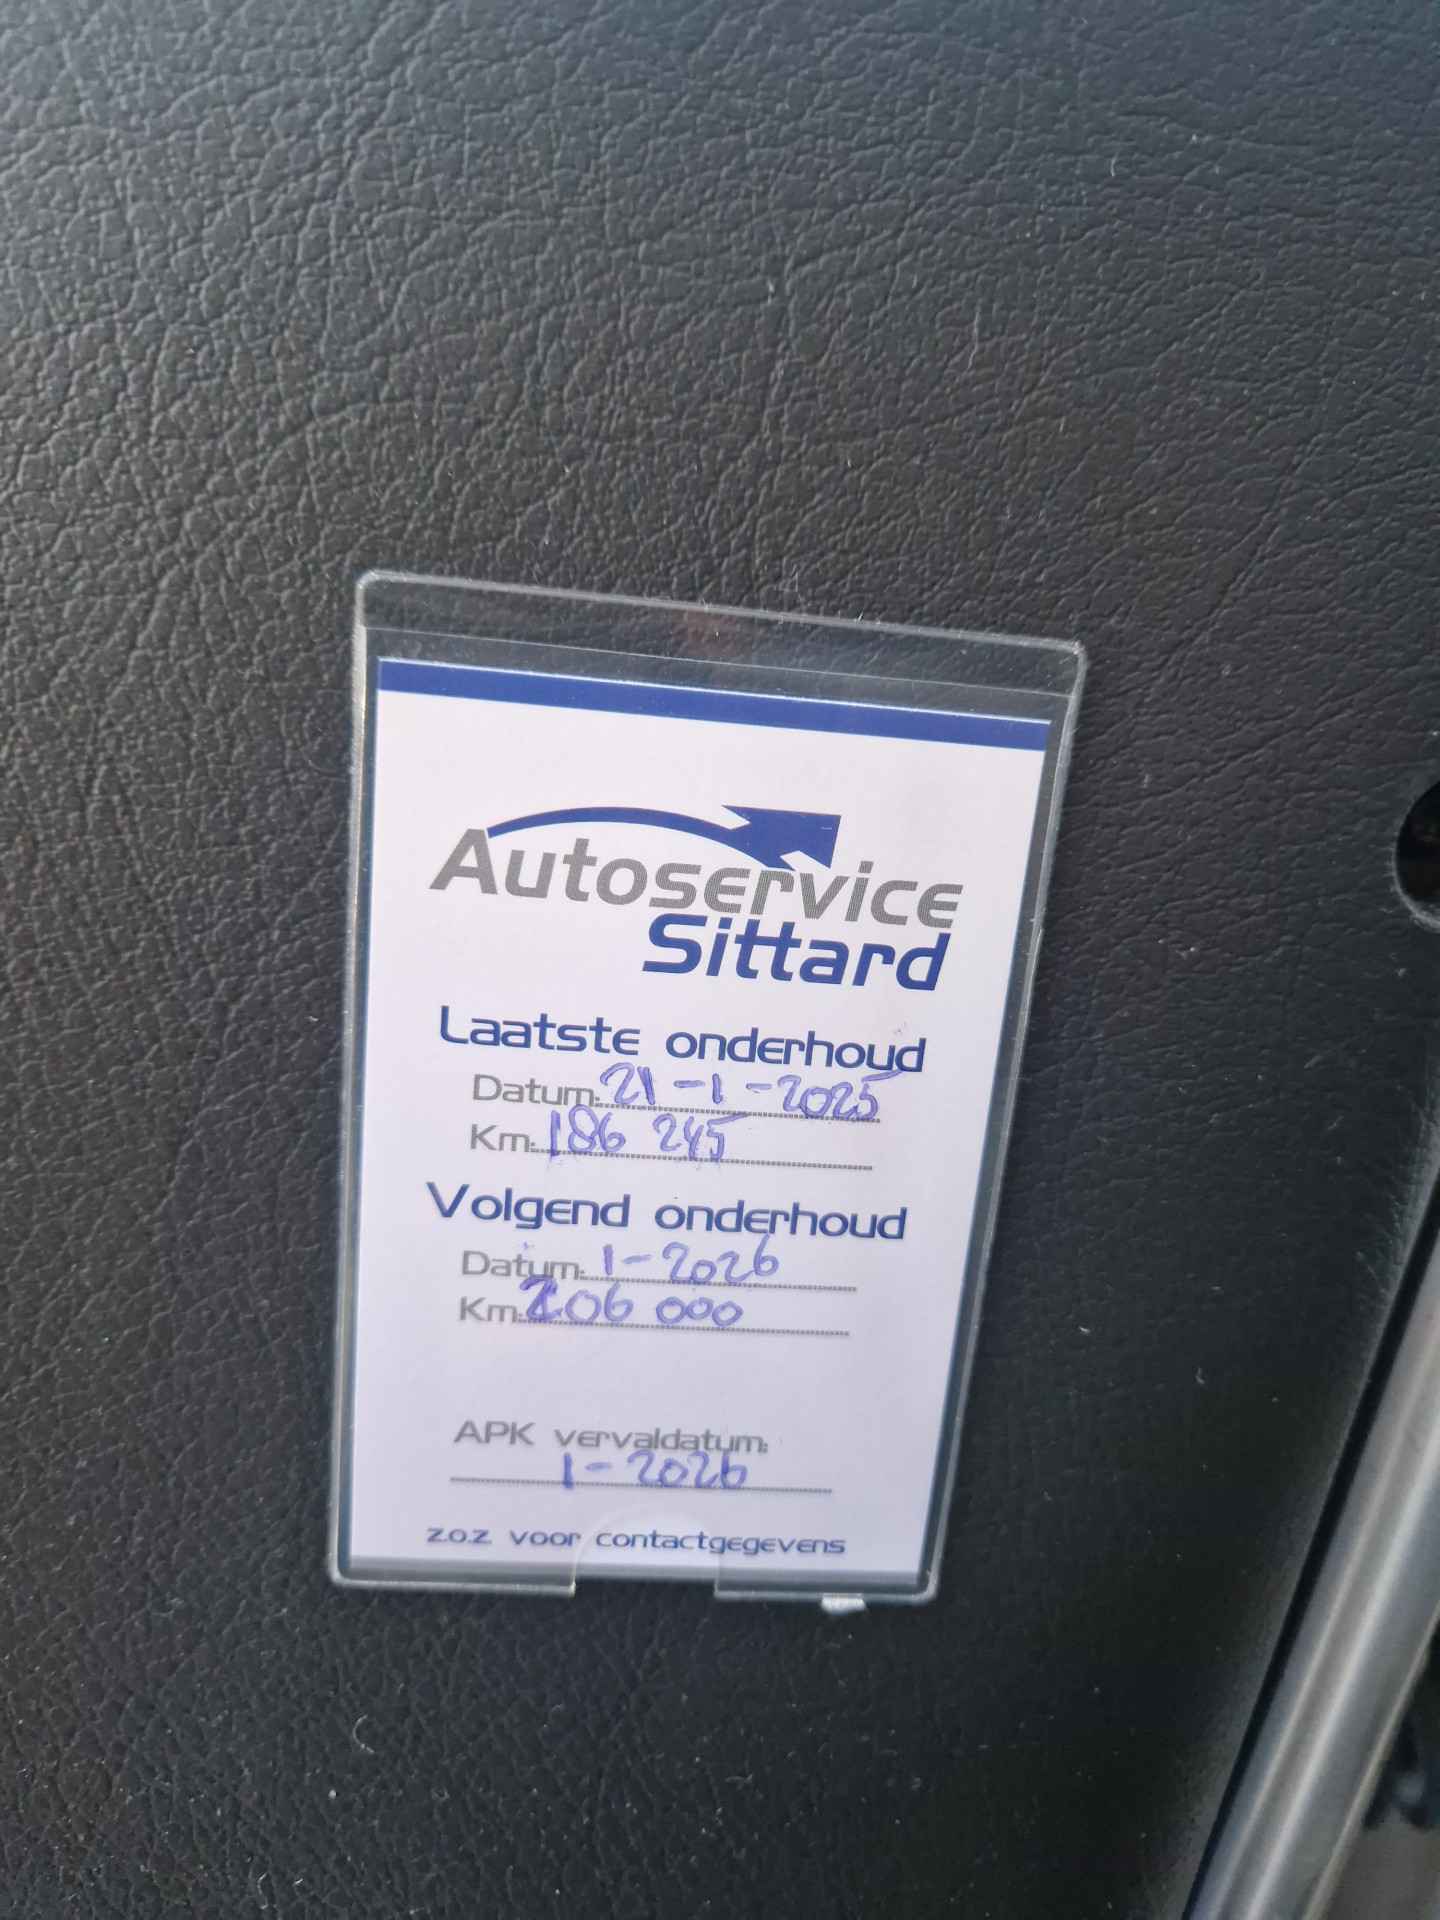 Autoservice
Sittard
Laatste onderhoud
Datum: 21-1-2025
Km: 186 245
Volgend onderhoud
Datum: 1-2026
Km: 206 000
APK vervaldatum:
1-2026
z.o.z. voor contactgegevens